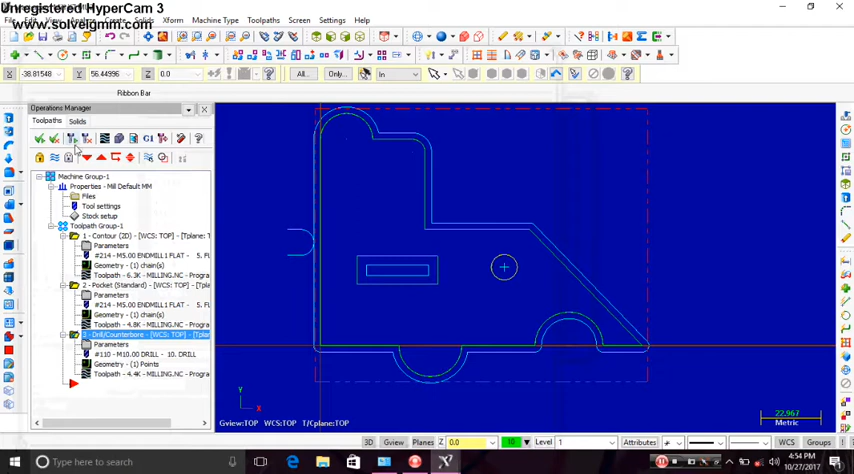 Unregistered HyperCam 3
www.solveigmm.com
File
View
Analyze
Create
Solids
Xform
Machine Type
Toolpaths
Screen
Settings
Help
X -38.81548
Y 56.44996
Z 0.0
All...
Only...
In
Ribbon Bar
Operations Manager
Toolpaths
Solids
G1
Machine Group-1
Properties - Mill Default MM
Files
Tool settings
Stock setup
Toolpath Group-1
1 - Contour (2D) - [WCS: TOP] - [Tplane:
Parameters
#214 - M5.00 ENDMILL1 FLAT - 5. FL
Geometry - (1) chain(s)
Toolpath - 6.3K - MILLING.NC - Progra
2 - Pocket (Standard) - [WCS: TOP] - [Tp
Parameters
#214 - M5.00 ENDMILL1 FLAT - 5. FL
Geometry - (1) chain(s)
Toolpath - 4.8K - MILLING.NC - Progra
3 - Drill/Counterbore - [WCS: TOP] - [Tp
Parameters
#110 - M10.00 DRILL - 10. DRILL
Geometry - (1) Points
Toolpath - 4.4K - MILLING.NC - Progra
Y
X
Gview:TOP WCS:TOP T/Cplane:TOP
22.967
Metric
3D
Gview
Planes
Z
0.0
10
Level
1
Attributes
WCS
Groups
Type here to search
4:54 PM
10/27/2017